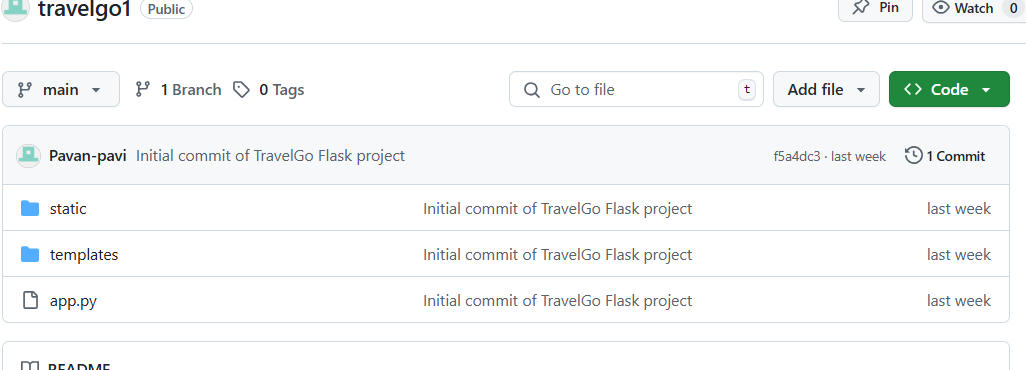 travelgo1 Public Pin Watch 0
main 1 Branch 0 Tags Go to file t Add file Code
Pavan-pavi Initial commit of TravelGo Flask project f5a4dc3 · last week 1 Commit
static Initial commit of TravelGo Flask project last week
templates Initial commit of TravelGo Flask project last week
app.py Initial commit of TravelGo Flask project last week
README